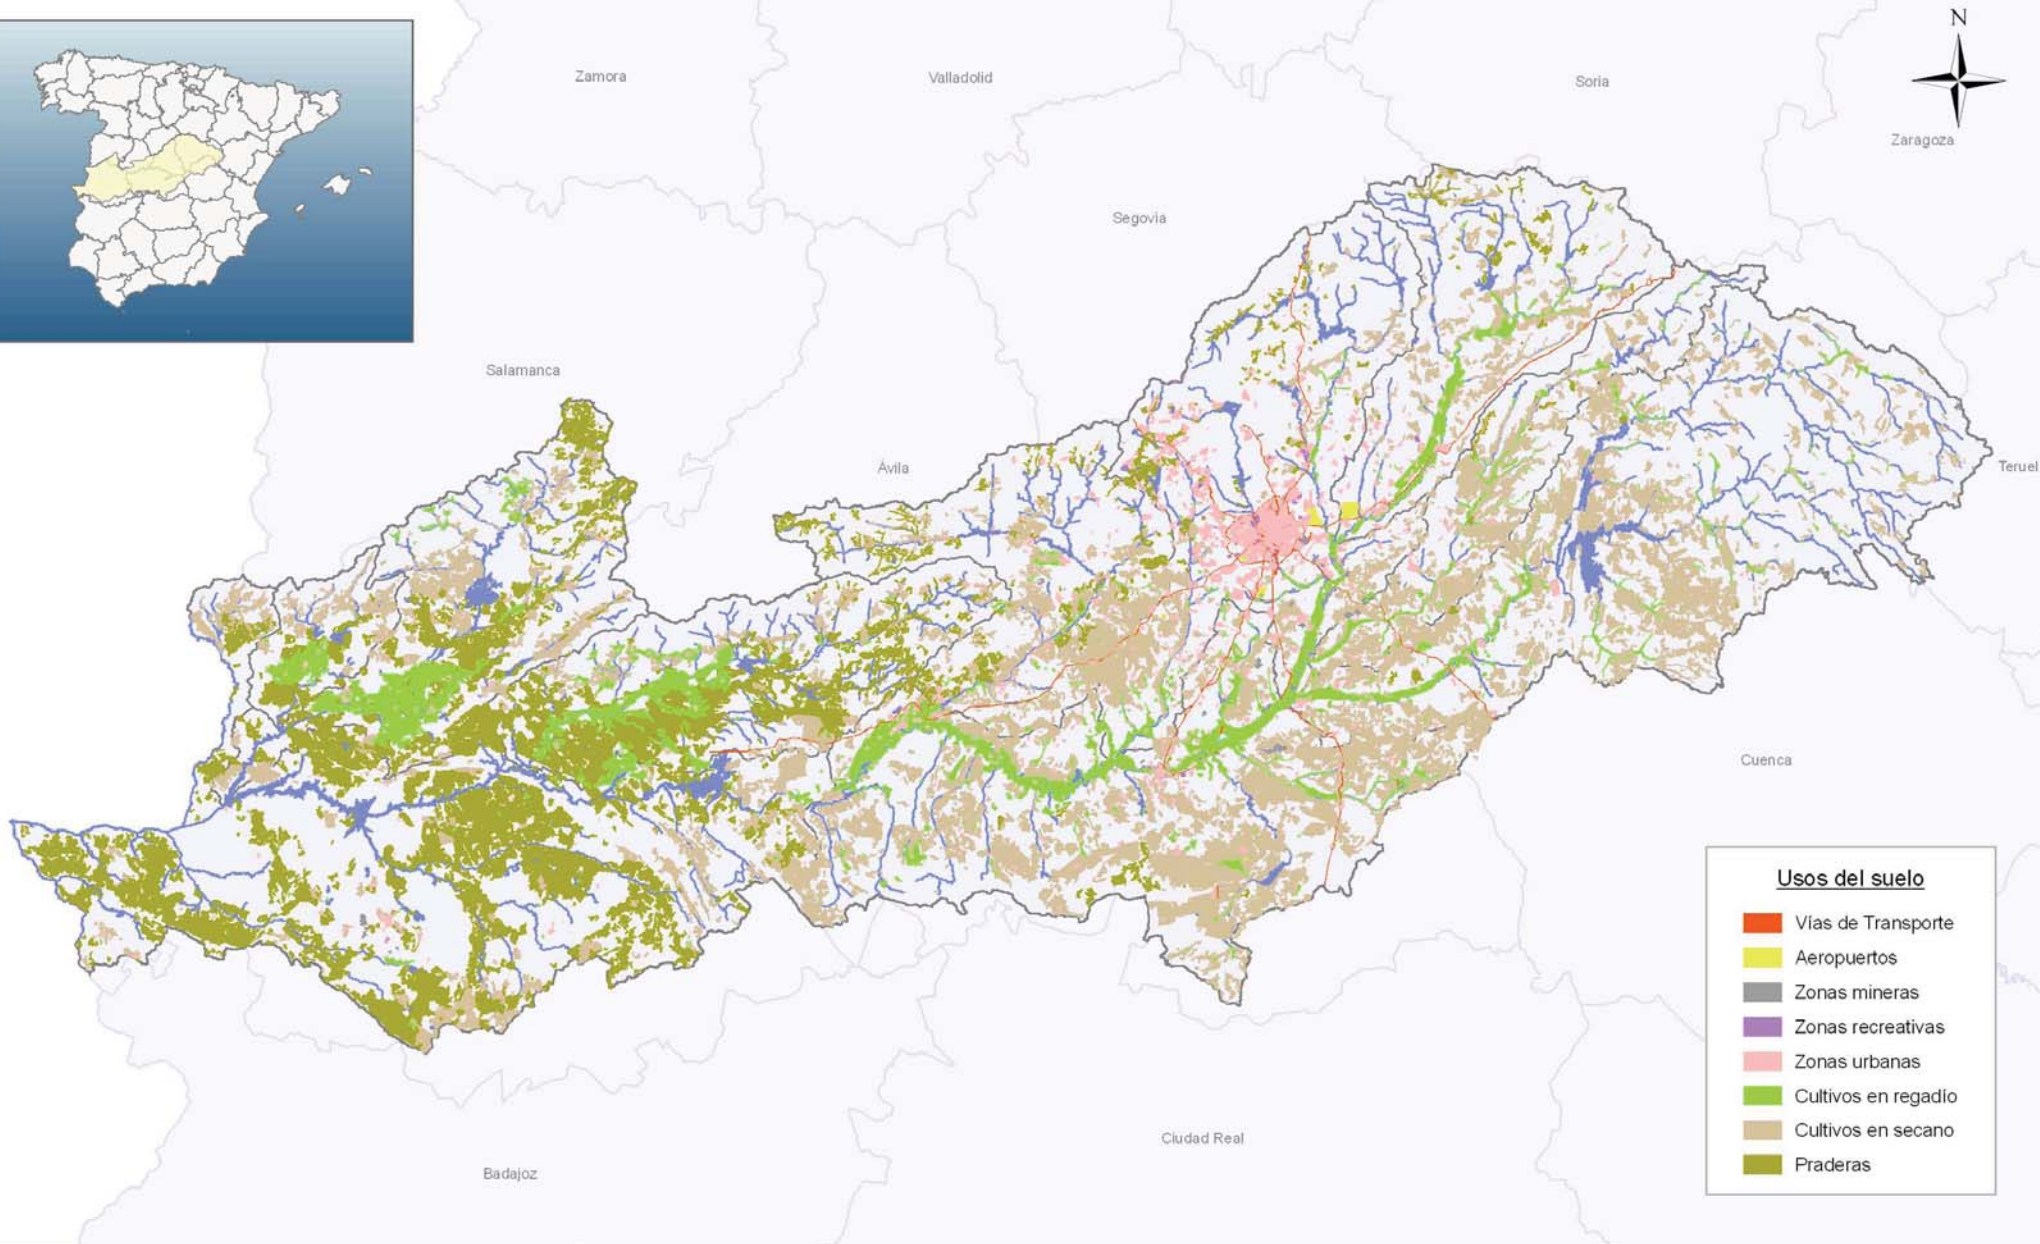 N
Zamora
Valladolid
Soria
Zaragoza
Segovia
Salamanca
Ávila
Teruel
Cuenca
Ciudad Real
Badajoz
Usos del suelo
Vías de Transporte
Aeropuertos
Zonas mineras
Zonas recreativas
Zonas urbanas
Cultivos en regadío
Cultivos en secano
Praderas